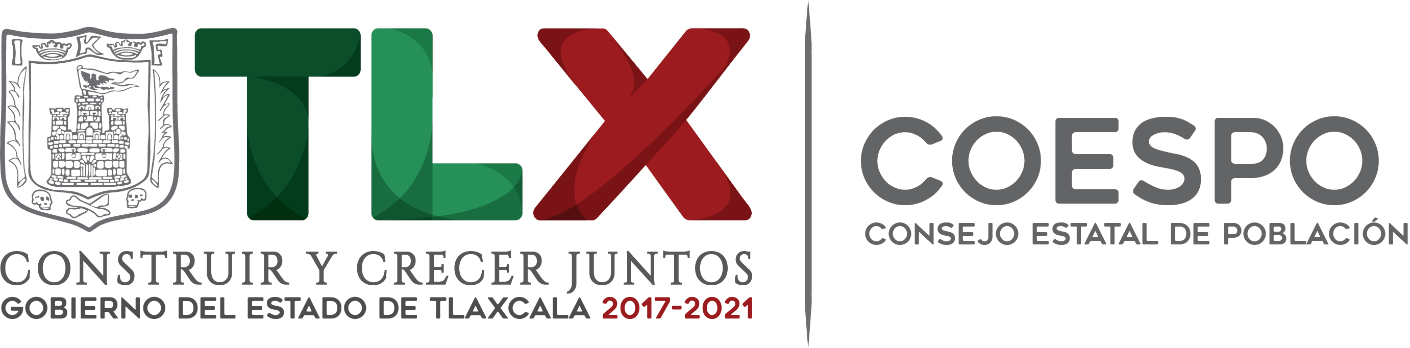 I K F
TLX
CONSTRUIR Y CRECER JUNTOS
GOBIERNO DEL ESTADO DE TLAXCALA 2017-2021
COESPO
CONSEJO ESTATAL DE POBLACIÓN